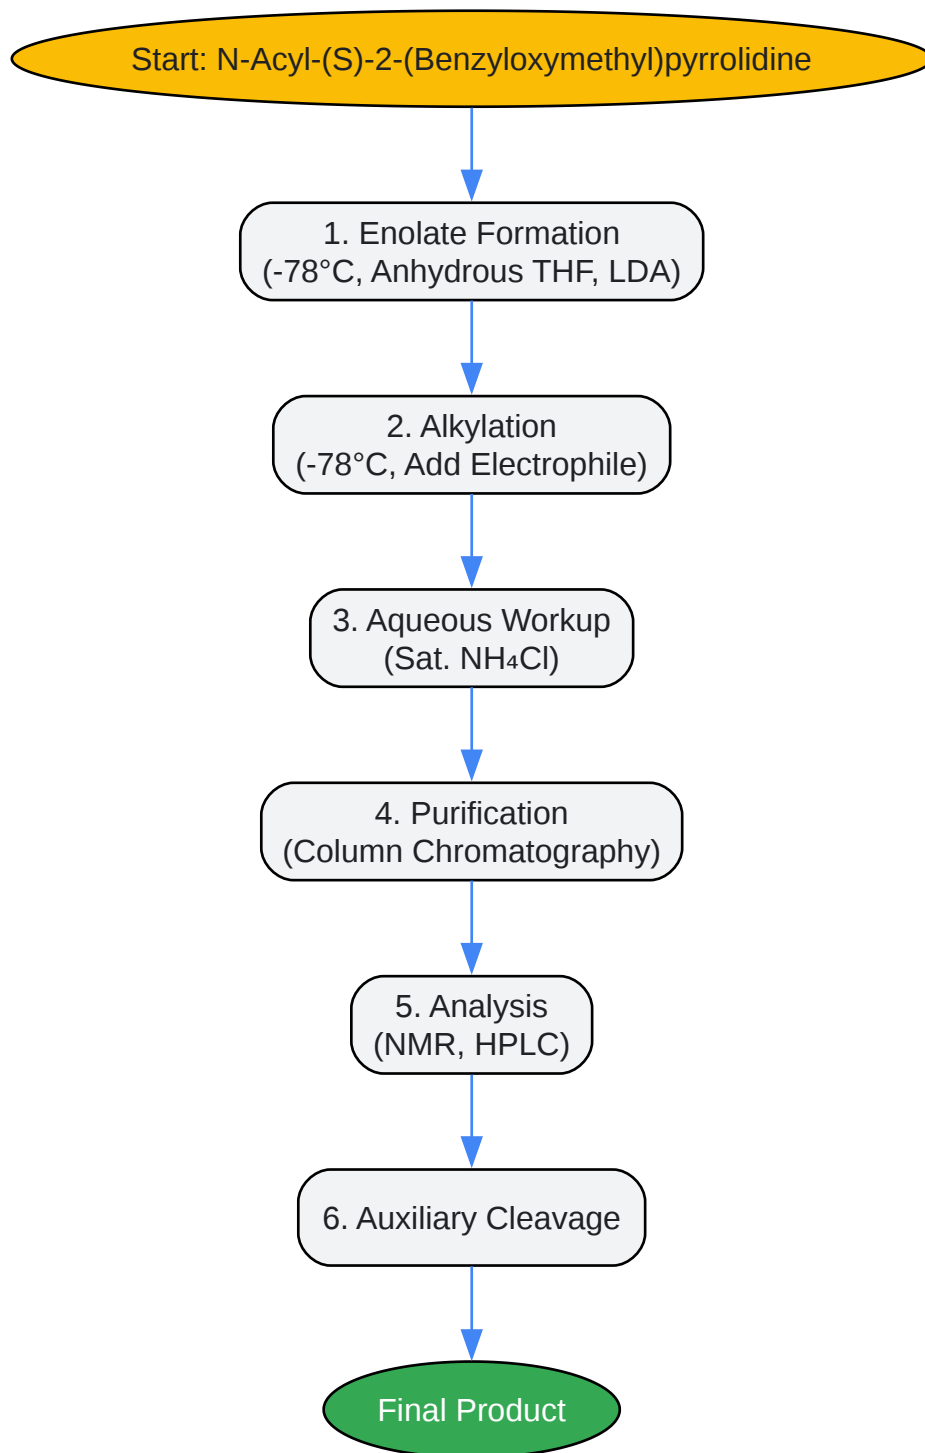 Start: N-Acyl-(S)-2-(Benzyloxymethyl)pyrrolidine
1. Enolate Formation
(-78°C, Anhydrous THF, LDA)
2. Alkylation
(-78°C, Add Electrophile)
3. Aqueous Workup
(Sat. NH₄Cl)
4. Purification
(Column Chromatography)
5. Analysis
(NMR, HPLC)
6. Auxiliary Cleavage
Final Product